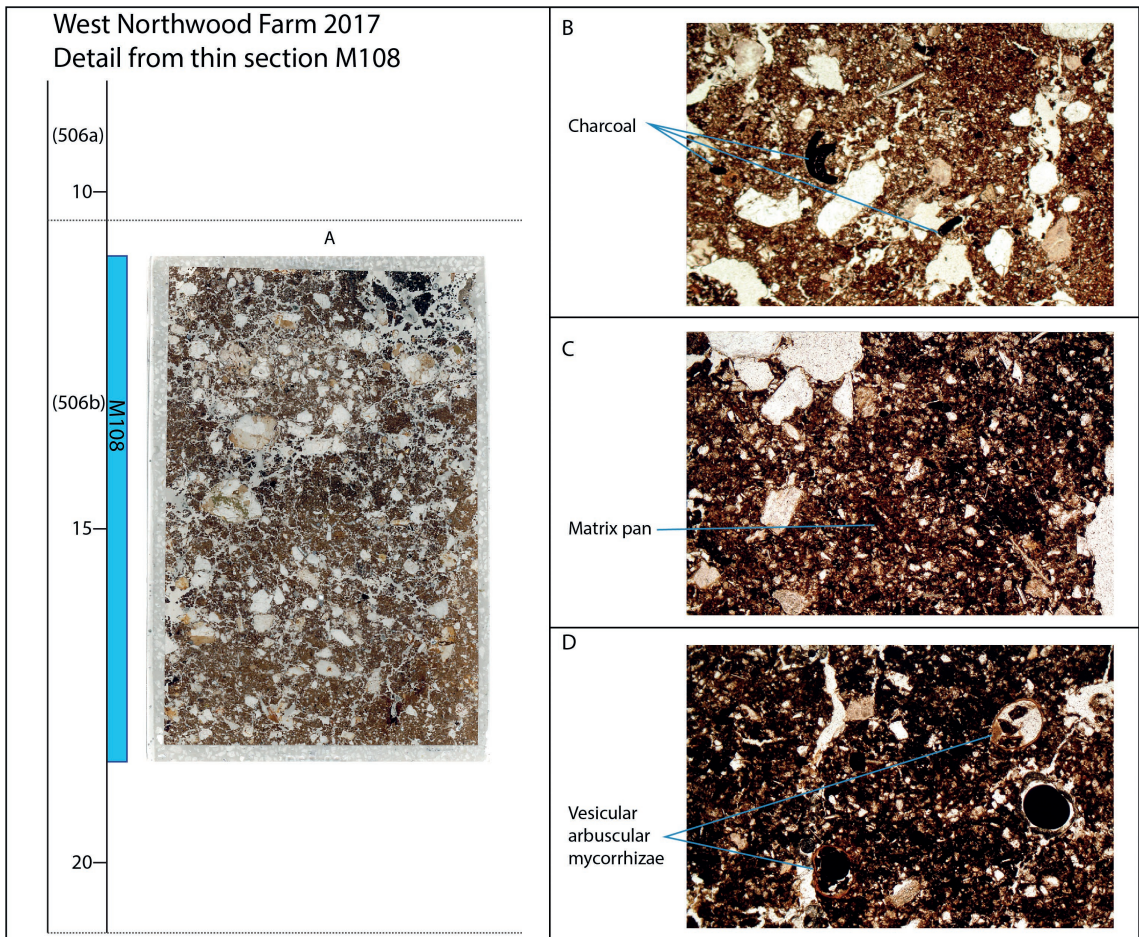 West Northwood Farm 2017
Detail from thin section M108
(506a)
10
A
(506b)
M108
15
20
B
Charcoal
C
Matrix pan
D
Vesicular
arbuscular
mycorrhizae